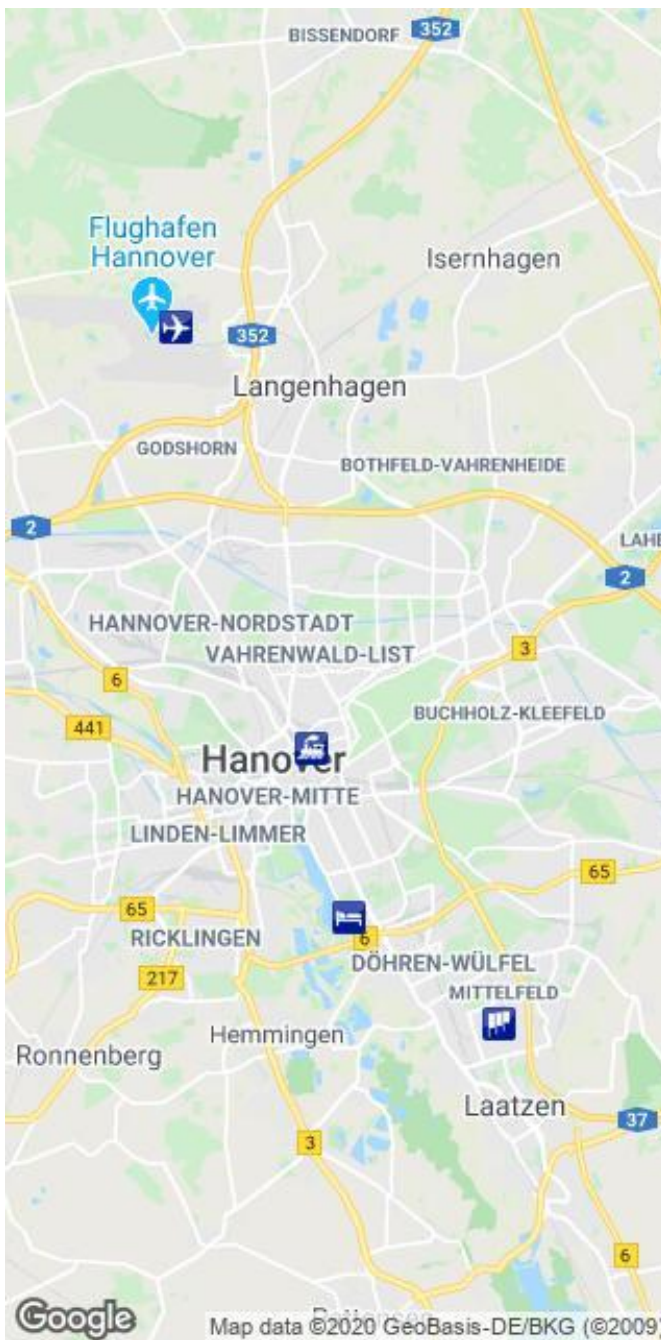 BISSENDORF
352
Flughafen
Hannover
Isernhagen
352
Langenhagen
GODSHORN
BOTHFELD-VAHRENHEIDE
2
LAHE
2
HANNOVER-NORDSTADT
VAHRENWALD-LIST
3
6
BUCHHOLZ-KLEEFELD
441
Hanover
HANOVER-MITTE
LINDEN-LIMMER
65
65
6
RICKLINGEN
DÖHREN-WÜLFEL
217
MITTELFELD
Hemmingen
Ronnenberg
Laatzen
37
3
6
Google
Map data ©2020 GeoBasis-DE/BKG (©2009)